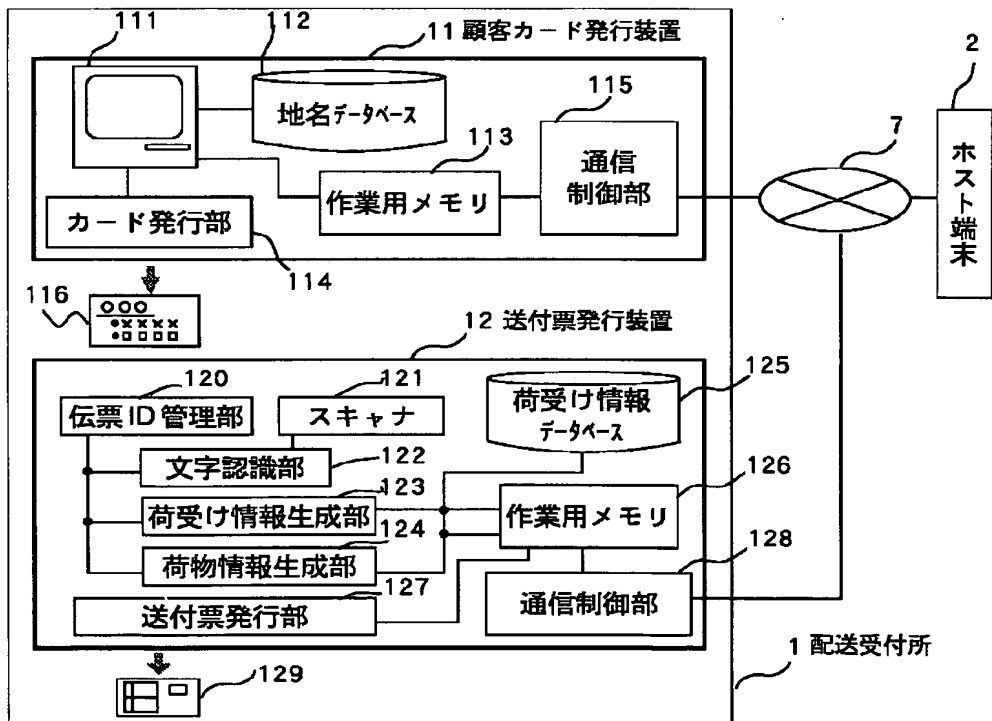 111
112
11 顧客カード発行装置
2
地名データベース
115
113
7
通信
制御部
ホスト端末
作業用メモリ
カード発行部
114
116
○○○
●××××
●□□□□
12 送付票発行装置
120
121
125
伝票ID管理部
スキャナ
荷受け情報
データベース
文字認識部
122
126
123
荷受け情報生成部
作業用メモリ
124
荷物情報生成部
128
127
送付票発行部
通信制御部
1 配送受付所
129